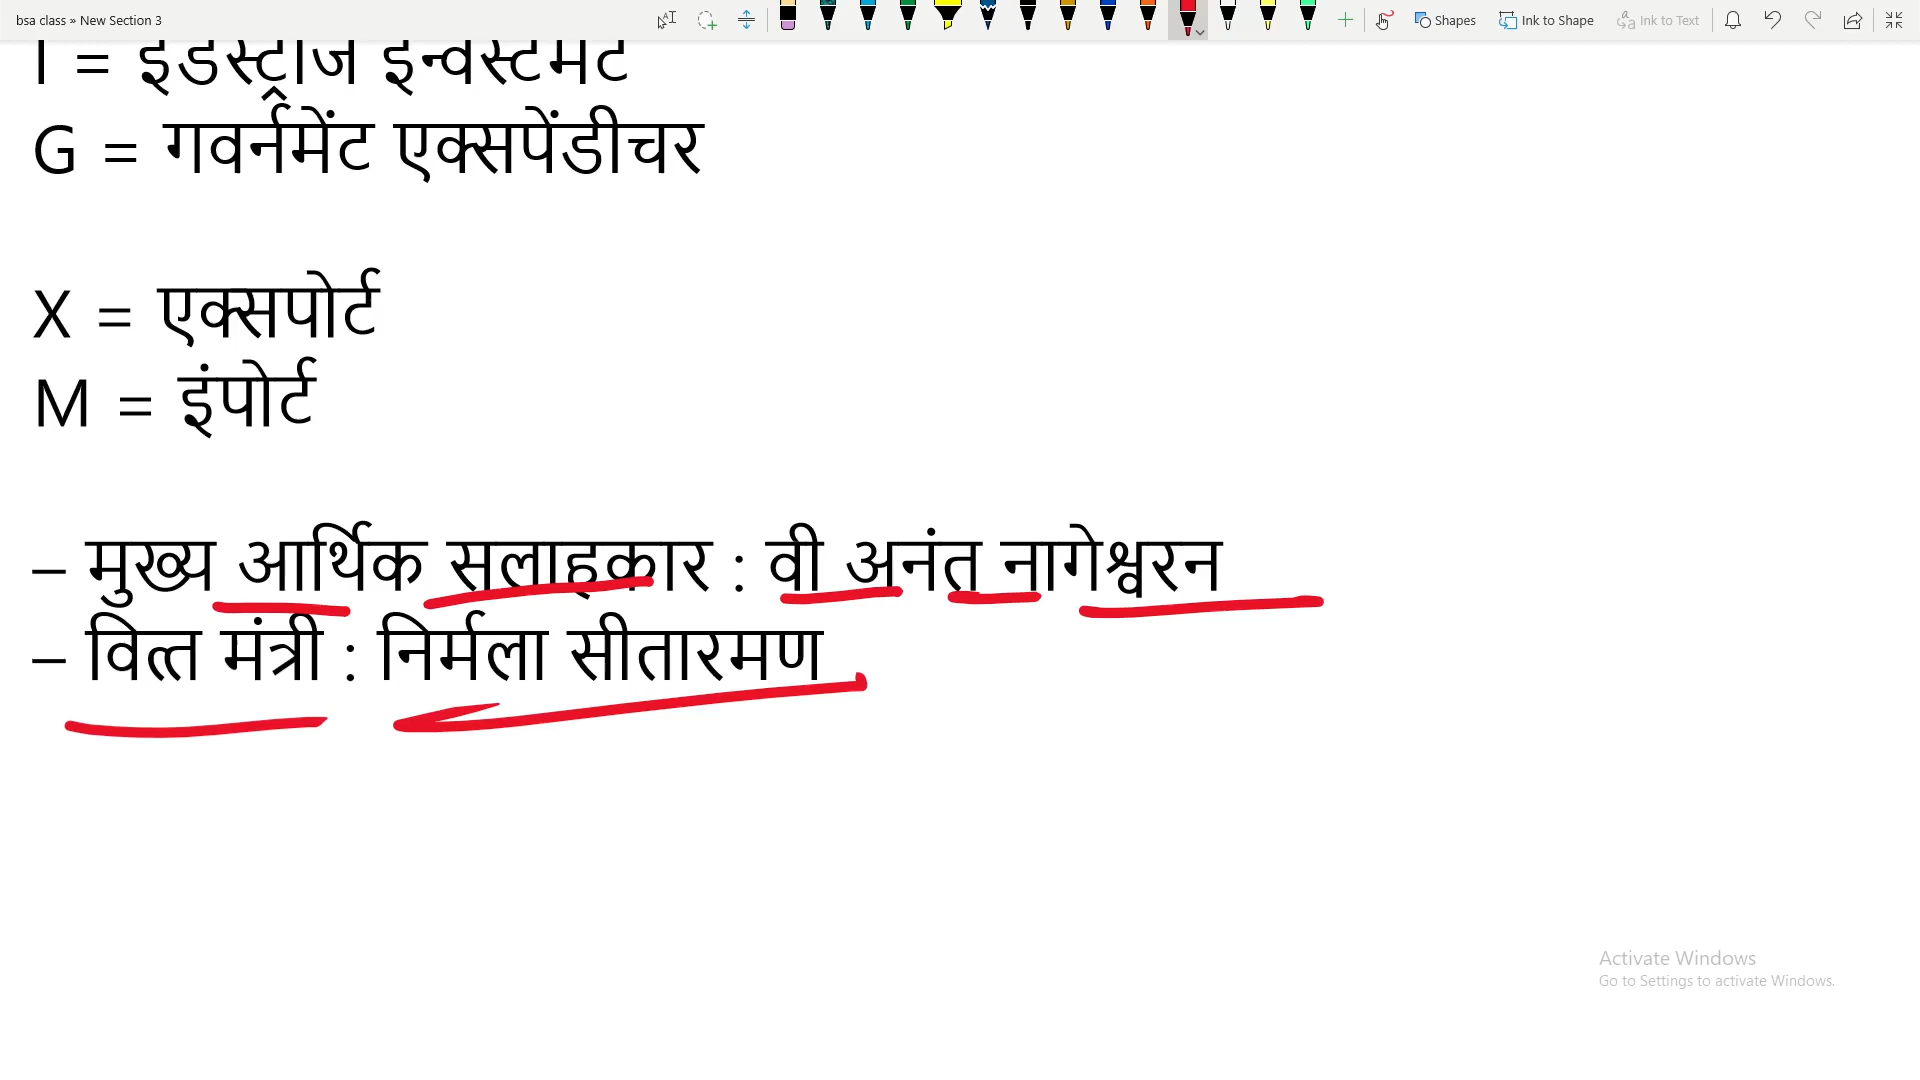 bsa class » New Section 3
Shapes
Ink to Shape
Ink to Text
I = इंडस्ट्रीज इन्वेस्टमेंट
G = गवर्नमेंट एक्सपेंडीचर
X = एक्सपोर्ट
M = इंपोर्ट
– मुख्य आर्थिक सलाहकार : वी अनंत नागेश्वरन
– वित्त मंत्री : निर्मला सीतारमण
Activate Windows
Go to Settings to activate Windows.